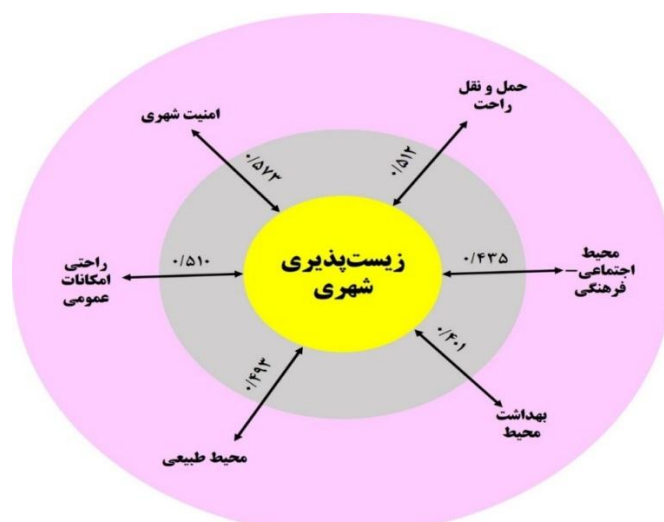 حمل و نقل
راحت
امنیت شهری
۰/۵۱۲
۰/۵۷۳
محیط
اجتماعی–
فرهنگی
۰/۴۳۵
زیست‌پذیری
شهری
۰/۵۱۰
راحتی
امکانات
عمومی
۰/۴۰۱
۰/۴۹۳
بهداشت
محیط
محیط طبیعی